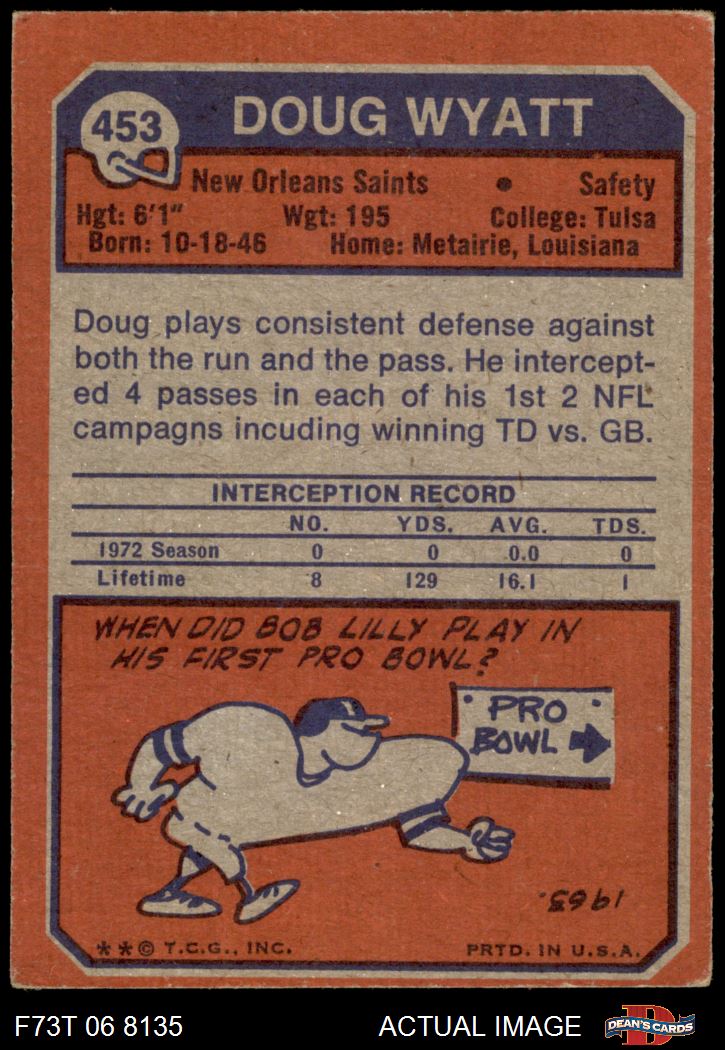 453
DOUG WYATT
New Orleans Saints • Safety
Hgt: 6'1" Wgt: 195 College: Tulsa
Born: 10-18-46 Home: Metairie, Louisiana
Doug plays consistent defense against
both the run and the pass. He intercept-
ed 4 passes in each of his 1st 2 NFL
campagns incuding winning TD vs. GB.
INTERCEPTION RECORD
NO. YDS. AVG. TDS.
1972 Season 0 0 0.0 0
Lifetime 8 129 16.1 1
WHEN DID BOB LILLY PLAY IN
HIS FIRST PRO BOWL?
PRO
BOWL
1963.
**© T.C.G., INC. PRTD. IN U.S.A.
F73T 06 8135 ACTUAL IMAGE D DEAN'S CARDS